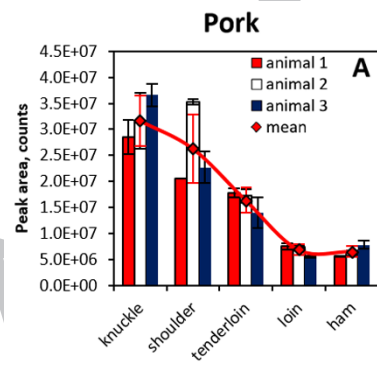 Pork
A
animal 1
animal 2
animal 3
mean
Peak area, counts
4.5E+07
4.0E+07
3.5E+07
3.0E+07
2.5E+07
2.0E+07
1.5E+07
1.0E+07
5.0E+06
0.0E+00
knuckle
shoulder
tenderloin
loin
ham